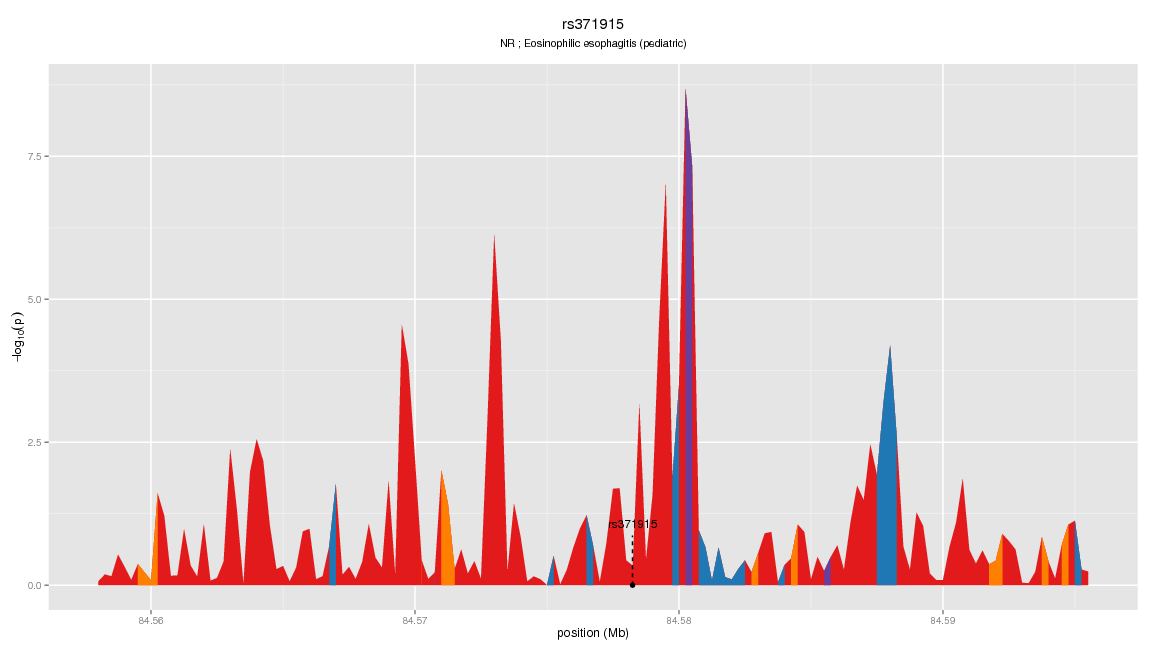 rs371915
NR ; Eosinophilic esophagitis (pediatric)
7.5
5.0
2.5
0.0
−log10(p)
rs371915
84.56
84.57
84.58
84.59
position (Mb)